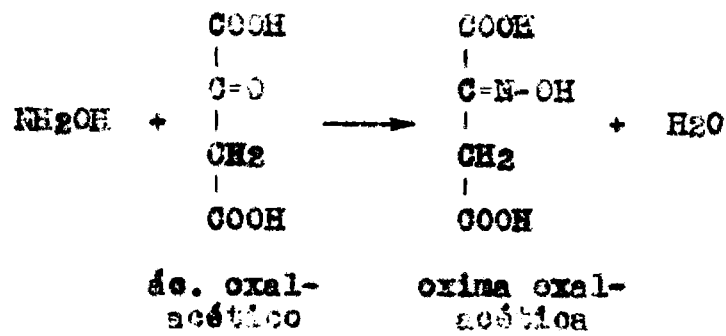 COOH COOH
C=O C=N-OH
NH2OH + → + H2O
CH2 CH2
COOH COOH
ác. oxal- oxima oxal-
acético acética